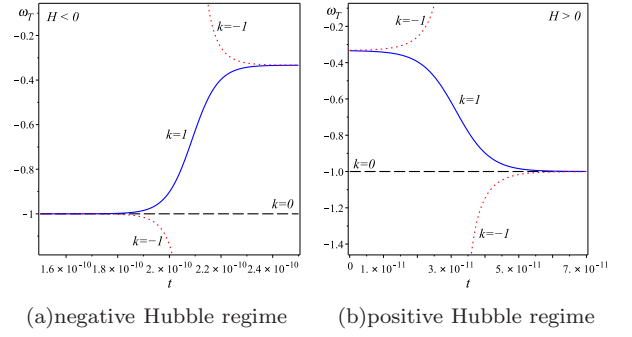 ω_T
H < 0
k=−1
−0.2
−0.4
−0.6
k=1
−0.8
k=0
−1
k=−1
1.6×10⁻¹⁰ 1.8×10⁻¹⁰ 2.×10⁻¹⁰ 2.2×10⁻¹⁰ 2.4×10⁻¹⁰
t
(a)negative Hubble regime
ω_T
k=−1
H > 0
−0.2
−0.4
k=1
−0.6
−0.8
k=0
−1.0
−1.2
k=−1
−1.4
0 1.×10⁻¹¹ 3.×10⁻¹¹ 5.×10⁻¹¹ 7.×10⁻¹¹
t
(b)positive Hubble regime